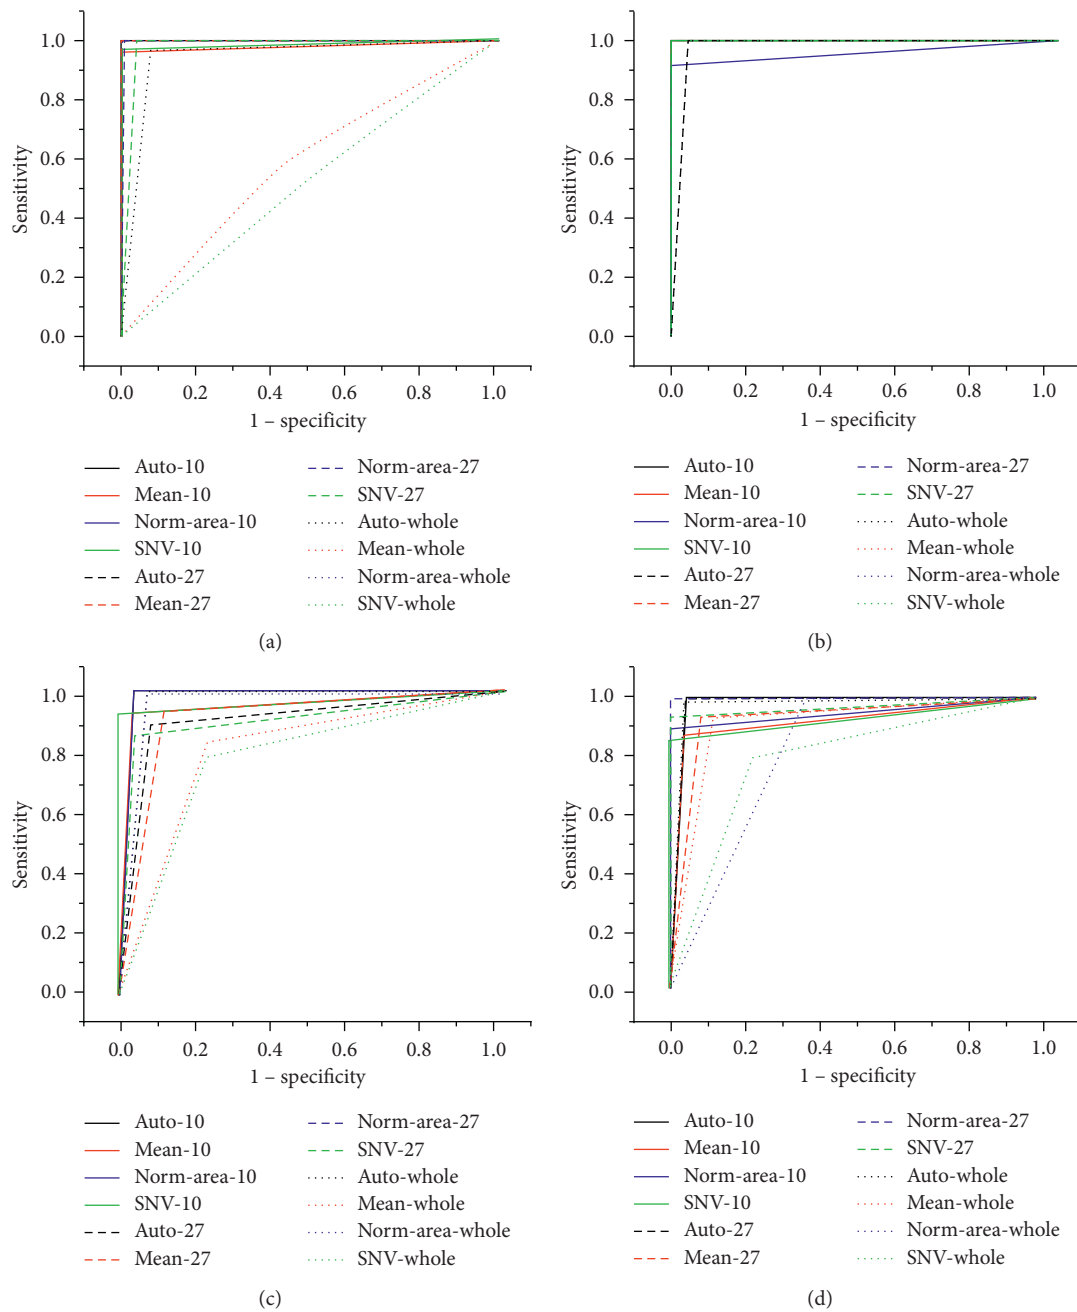 1.0
0.8
0.6
0.4
0.2
0.0
Sensitivity
0.0 0.2 0.4 0.6 0.8 1.0
1 – specificity
Auto-10
Mean-10
Norm-area-10
SNV-10
Auto-27
Mean-27
Norm-area-27
SNV-27
Auto-whole
Mean-whole
Norm-area-whole
SNV-whole
(a)
1.0
0.8
0.6
0.4
0.2
0.0
Sensitivity
0.0 0.2 0.4 0.6 0.8 1.0
1 – specificity
Auto-10
Mean-10
Norm-area-10
SNV-10
Auto-27
Mean-27
Norm-area-27
SNV-27
Auto-whole
Mean-whole
Norm-area-whole
SNV-whole
(b)
1.0
0.8
0.6
0.4
0.2
0.0
Sensitivity
0.0 0.2 0.4 0.6 0.8 1.0
1 – specificity
Auto-10
Mean-10
Norm-area-10
SNV-10
Auto-27
Mean-27
Norm-area-27
SNV-27
Auto-whole
Mean-whole
Norm-area-whole
SNV-whole
(c)
1.0
0.8
0.6
0.4
0.2
0.0
Sensitivity
0.0 0.2 0.4 0.6 0.8 1.0
1 – specificity
Auto-10
Mean-10
Norm-area-10
SNV-10
Auto-27
Mean-27
Norm-area-27
SNV-27
Auto-whole
Mean-whole
Norm-area-whole
SNV-whole
(d)